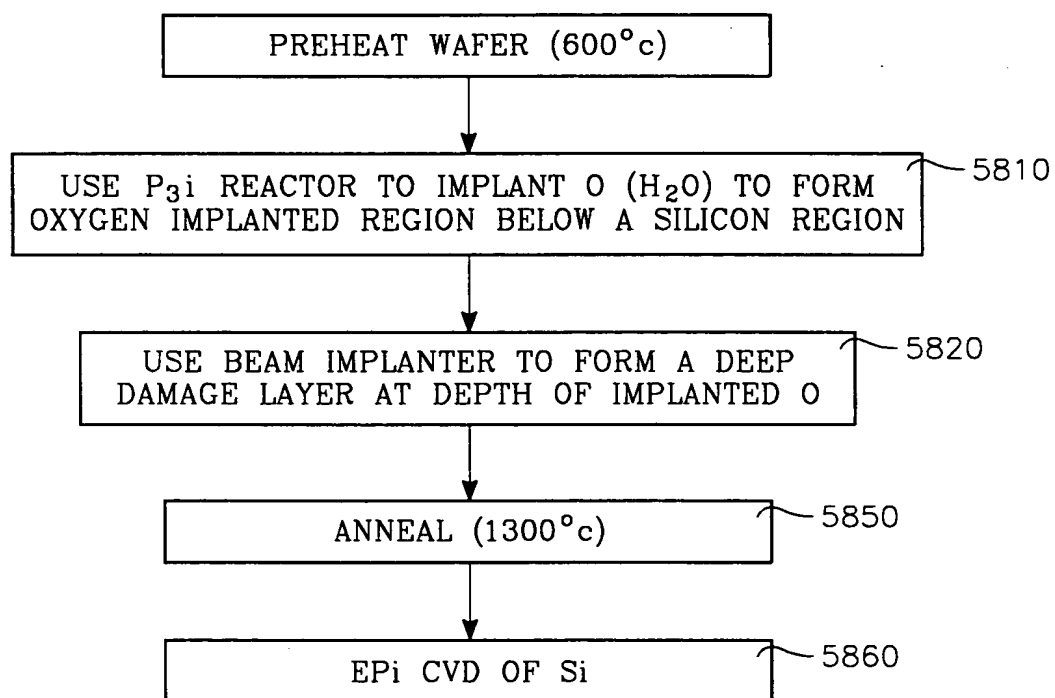 PREHEAT WAFER (600°c)
5810
USE P₃i REACTOR TO IMPLANT O (H₂O) TO FORM
OXYGEN IMPLANTED REGION BELOW A SILICON REGION
5820
USE BEAM IMPLANTER TO FORM A DEEP
DAMAGE LAYER AT DEPTH OF IMPLANTED O
5850
ANNEAL (1300°c)
5860
EPi CVD OF Si